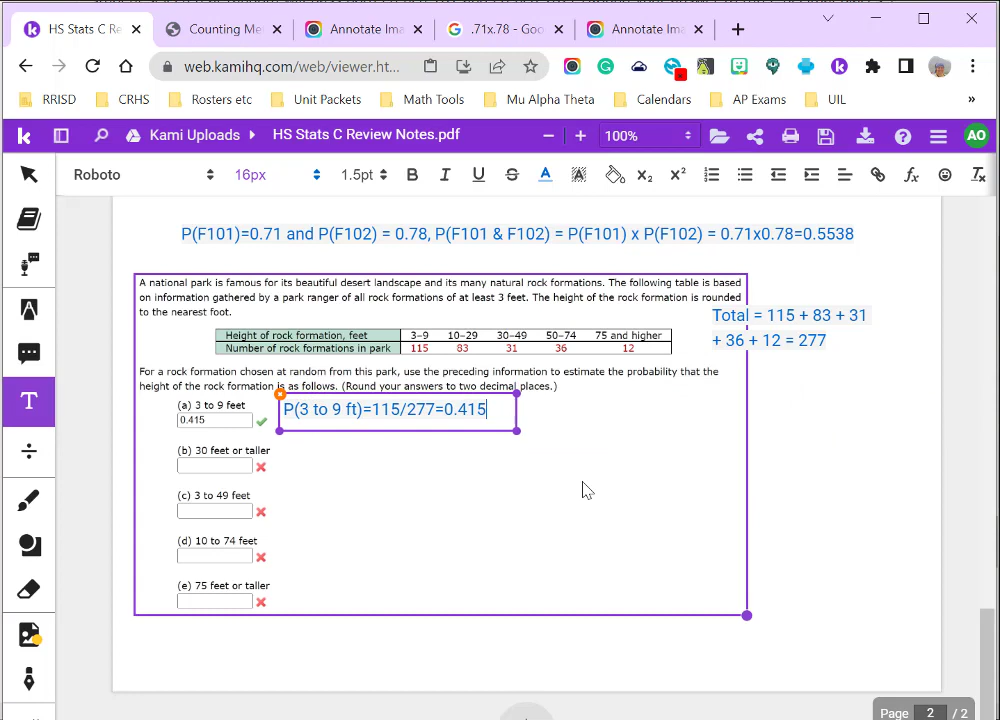 HS Stats C Re
Counting Me
Annotate Ima
.71x.78 - Goo
Annotate Ima
web.kamihq.com/web/viewer.ht...
RRISD
CRHS
Rosters etc
Unit Packets
Math Tools
Mu Alpha Theta
Calendars
AP Exams
UIL
»
Kami Uploads
HS Stats C Review Notes.pdf
100%
AO
Roboto
16px
1.5pt
P(F101)=0.71 and P(F102) = 0.78, P(F101 & F102) = P(F101) x P(F102) = 0.71x0.78=0.5538
A national park is famous for its beautiful desert landscape and its many natural rock formations. The following table is based
on information gathered by a park ranger of all rock formations of at least 3 feet. The height of the rock formation is rounded
to the nearest foot.
Total = 115 + 83 + 31
+ 36 + 12 = 277
Height of rock formation, feet 3–9 10–29 30–49 50–74 75 and higher
Number of rock formations in park 115 83 31 36 12
For a rock formation chosen at random from this park, use the preceding information to estimate the probability that the
height of the rock formation is as follows. (Round your answers to two decimal places.)
(a) 3 to 9 feet
0.415
P(3 to 9 ft)=115/277=0.415
(b) 30 feet or taller
(c) 3 to 49 feet
(d) 10 to 74 feet
(e) 75 feet or taller
Page 2 / 2